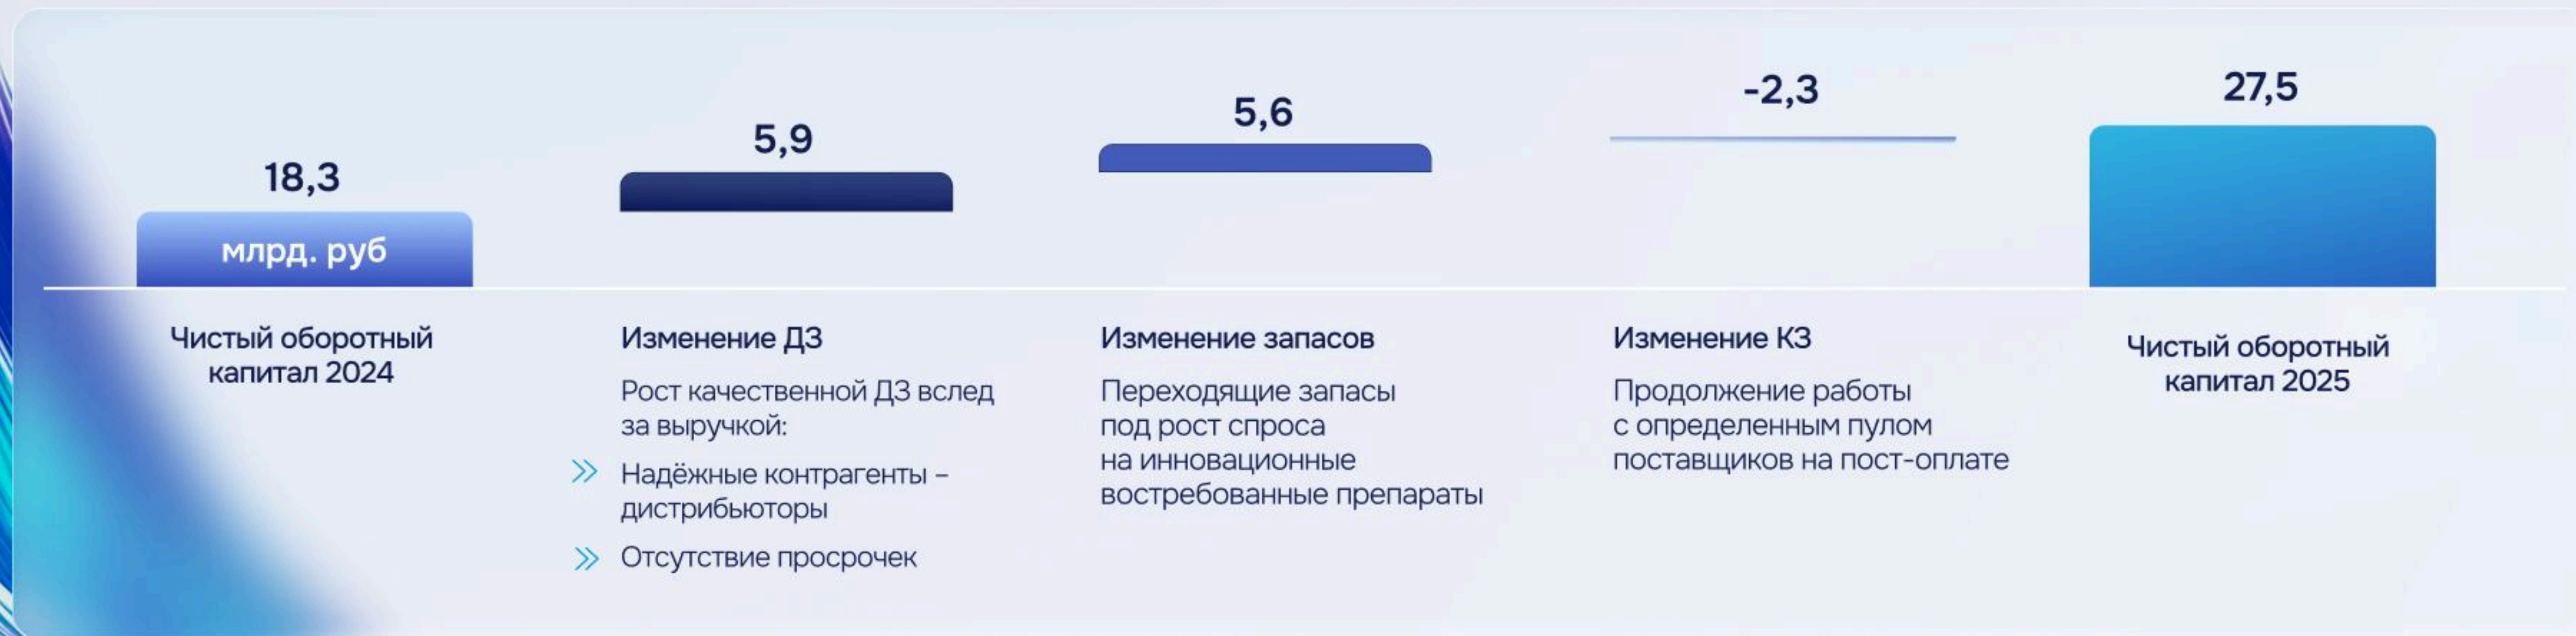 18,3
млрд. руб
Чистый оборотный
капитал 2024
5,9
Изменение ДЗ
Рост качественной ДЗ вслед
за выручкой:
Надёжные контрагенты –
дистрибьюторы
Отсутствие просрочек
5,6
Изменение запасов
Переходящие запасы
под рост спроса
на инновационные
востребованные препараты
-2,3
Изменение КЗ
Продолжение работы
с определенным пулом
поставщиков на пост-оплате
27,5
Чистый оборотный
капитал 2025